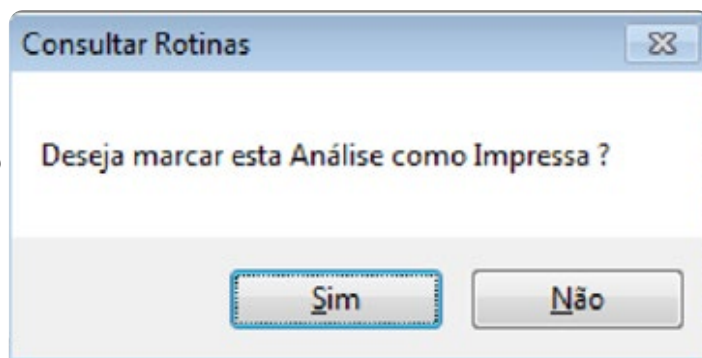 Consultar Rotinas
Deseja marcar esta Análise como Impressa ?
Sim
Não